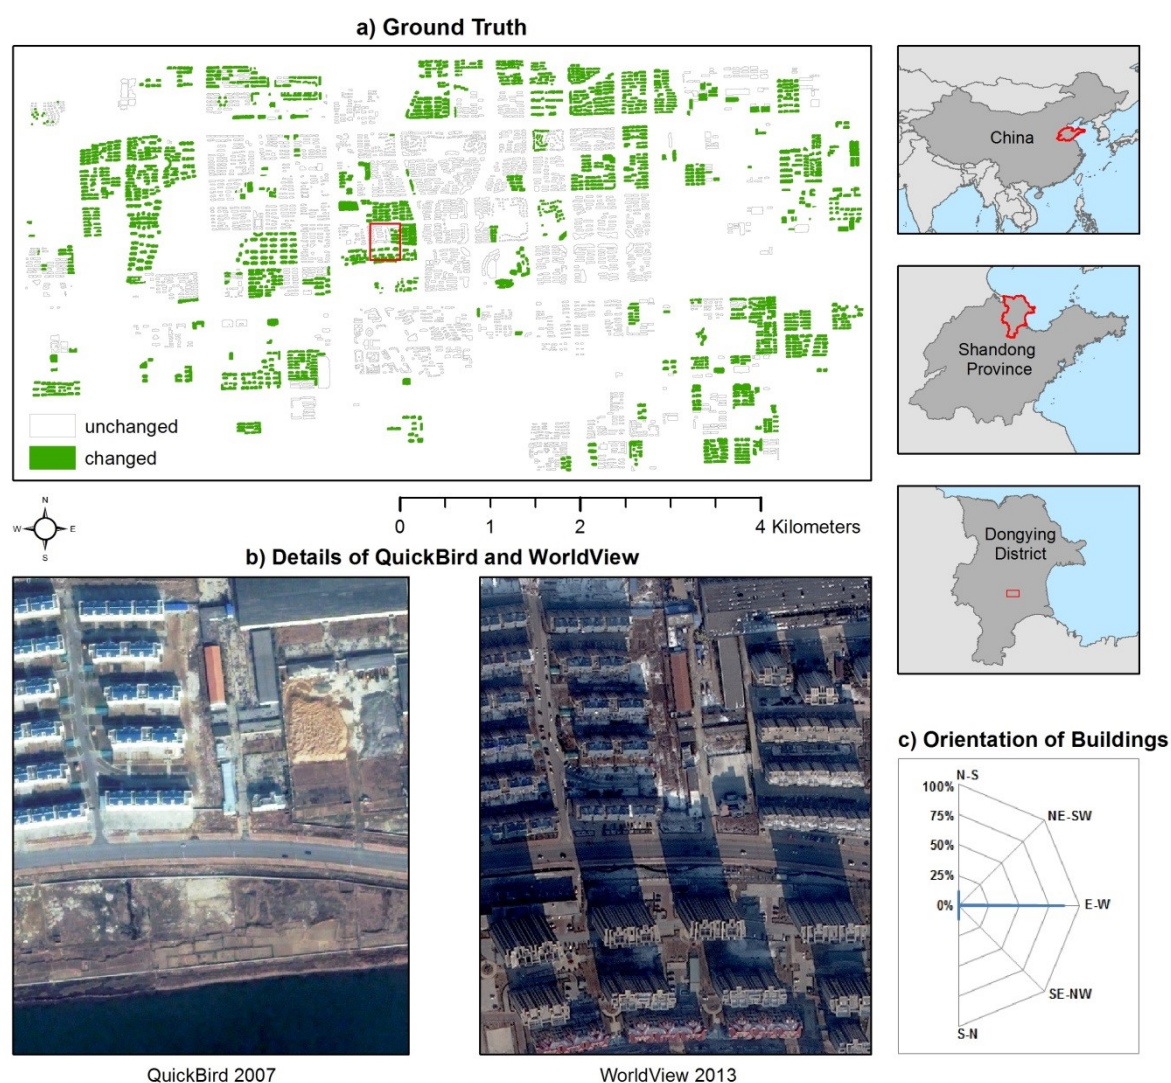 a) Ground Truth
unchanged
changed
N
W
E
S
0
1
2
4 Kilometers
b) Details of QuickBird and WorldView
QuickBird 2007
WorldView 2013
China
Shandong
Province
Dongying
District
c) Orientation of Buildings
N-S
100%
NE-SW
75%
50%
25%
0%
E-W
SE-NW
S-N